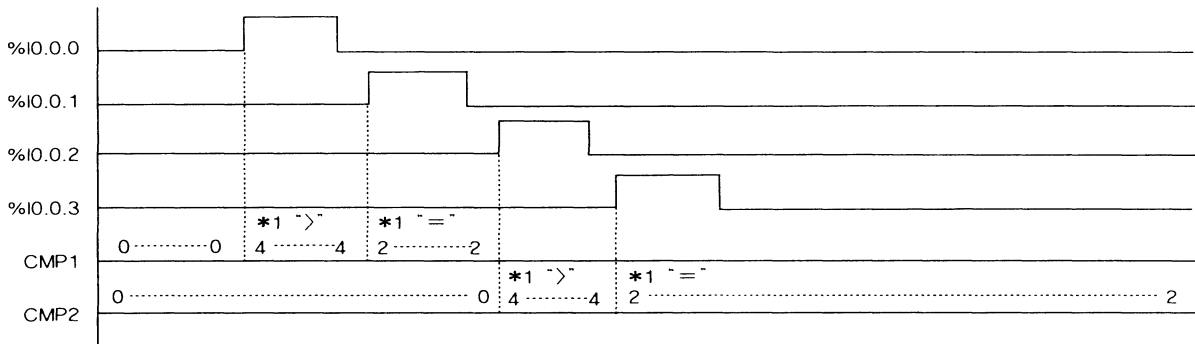 %I0.0.0
%I0.0.1
%I0.0.2
%I0.0.3
*1 ">" *1 "="
0----------0 4---------4 2----------2
CMP1
*1 ">" *1 "="
0----------0 4---------4 2----------2
CMP2